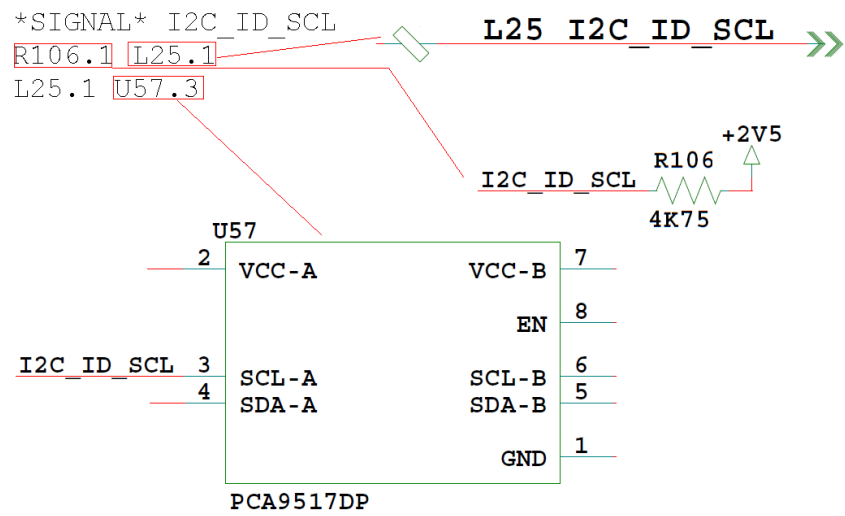 *SIGNAL* I2C_ID_SCL
R106.1 L25.1
L25.1 U57.3
L25 I2C_ID_SCL
+2V5
R106
I2C_ID_SCL
4K75
U57
2 VCC-A VCC-B 7
EN 8
I2C_ID_SCL 3 SCL-A SCL-B 6
4 SDA-A SDA-B 5
GND 1
PCA9517DP